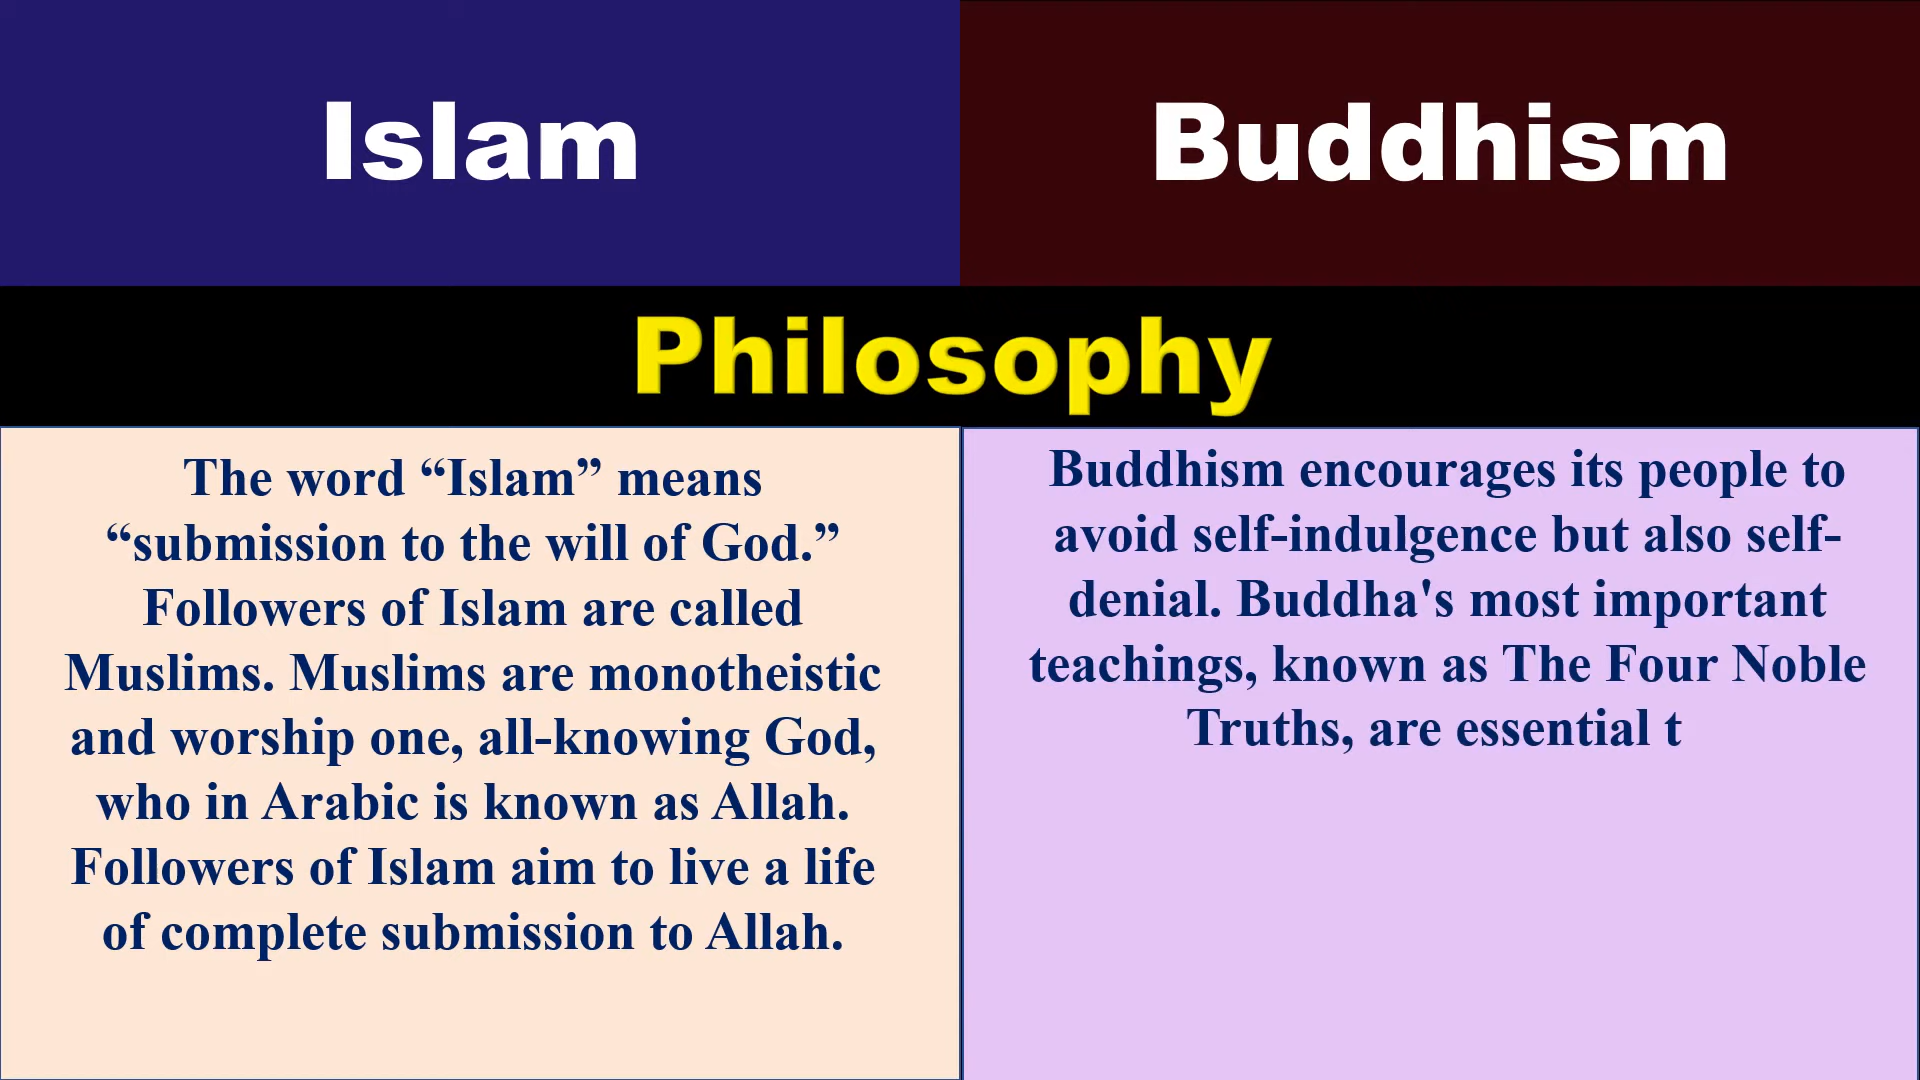 Islam
Buddhism
Philosophy
The word “Islam” means
“submission to the will of God.”
Followers of Islam are called
Muslims. Muslims are monotheistic
and worship one, all-knowing God,
who in Arabic is known as Allah.
Followers of Islam aim to live a life
of complete submission to Allah.
Buddhism encourages its people to
avoid self-indulgence but also self-
denial. Buddha's most important
teachings, known as The Four Noble
Truths, are essential t